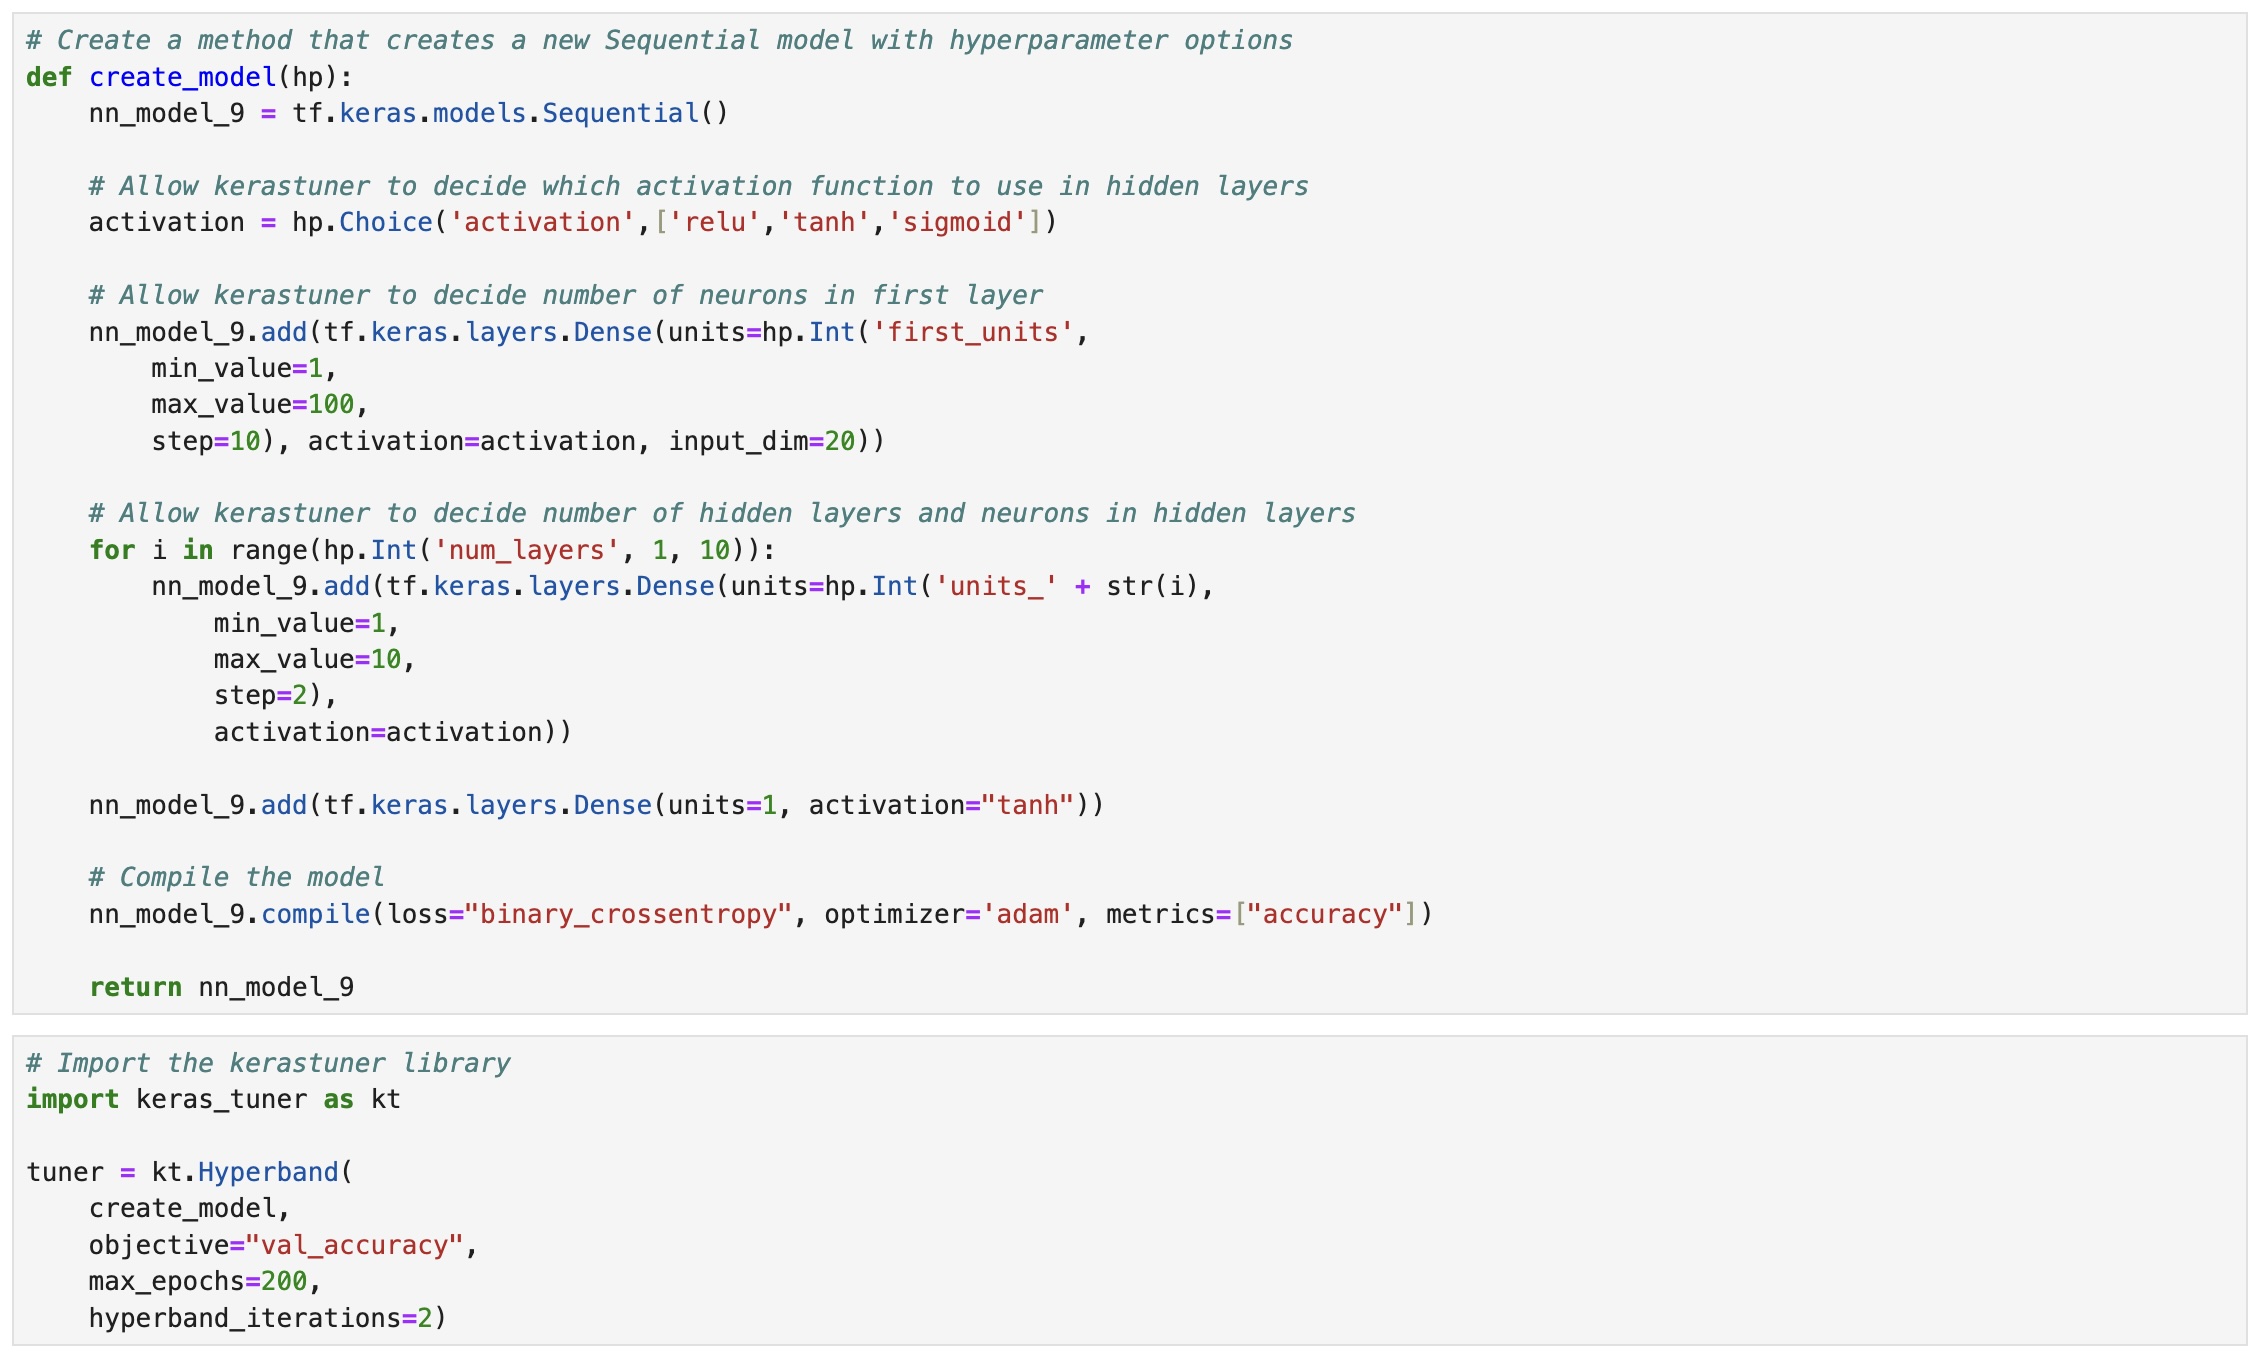 # Create a method that creates a new Sequential model with hyperparameter options
def create_model(hp):
    nn_model_9 = tf.keras.models.Sequential()

    # Allow kerastuner to decide which activation function to use in hidden layers
    activation = hp.Choice('activation',['relu','tanh','sigmoid'])

    # Allow kerastuner to decide number of neurons in first layer
    nn_model_9.add(tf.keras.layers.Dense(units=hp.Int('first_units',
        min_value=1,
        max_value=100,
        step=10), activation=activation, input_dim=20))

    # Allow kerastuner to decide number of hidden layers and neurons in hidden layers
    for i in range(hp.Int('num_layers', 1, 10)):
        nn_model_9.add(tf.keras.layers.Dense(units=hp.Int('units_' + str(i),
            min_value=1,
            max_value=10,
            step=2),
            activation=activation))

    nn_model_9.add(tf.keras.layers.Dense(units=1, activation="tanh"))

    # Compile the model
    nn_model_9.compile(loss="binary_crossentropy", optimizer='adam', metrics=["accuracy"])

    return nn_model_9

# Import the kerastuner library
import keras_tuner as kt

tuner = kt.Hyperband(
    create_model,
    objective="val_accuracy",
    max_epochs=200,
    hyperband_iterations=2)